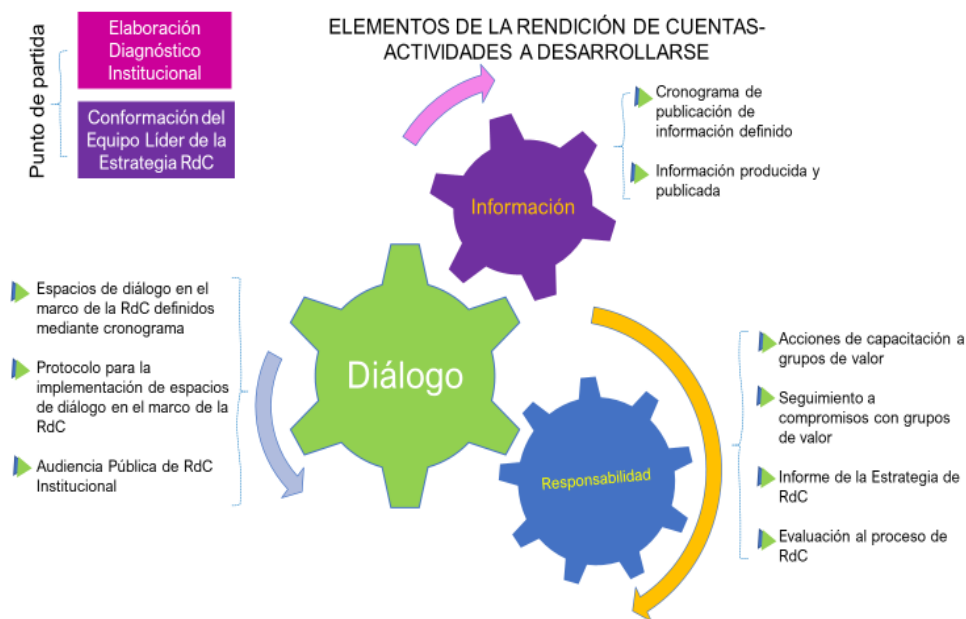 ELEMENTOS DE LA RENDICIÓN DE CUENTAS-
ACTIVIDADES A DESARROLLARSE
Punto de partida
Elaboración
Diagnóstico
Institucional
Conformación del
Equipo Líder de la
Estrategia RdC
Información
Cronograma de
publicación de
información definido
Información producida y
publicada
Diálogo
Espacios de diálogo en el
marco de la RdC definidos
mediante cronograma
Protocolo para la
implementación de espacios
de diálogo en el marco de la
RdC
Audiencia Pública de RdC
Institucional
Responsabilidad
Acciones de capacitación a
grupos de valor
Seguimiento a
compromisos con grupos
de valor
Informe de la Estrategia de
RdC
Evaluación al proceso de
RdC